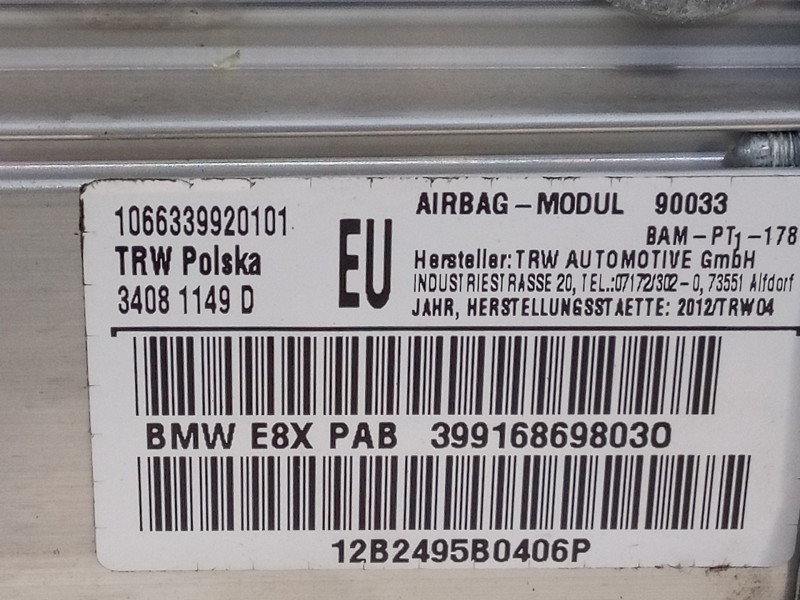 1066339920101
TRW Polska
3408 1149 D
EU
AIRBAG-MODUL 90033
BAM-PT1-178
Hersteller: TRW AUTOMOTIVE GmbH
INDUSTRIESTRASSE 20, TEL.:07172/302-0, 73551 Alfdorf
JAHR, HERSTELLUNGSSTAETTE: 2012/TRW04
BMW E8X PAB 399168698030
12B2495B0406P